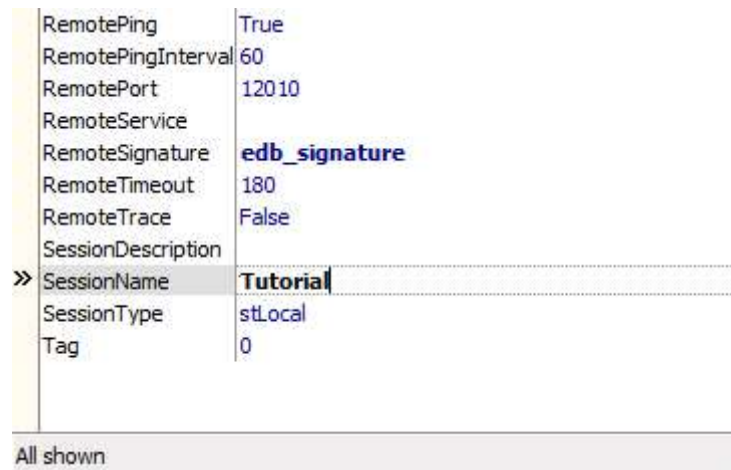 RemotePing True
RemotePingInterval 60
RemotePort 12010
RemoteService
RemoteSignature edb_signature
RemoteTimeout 180
RemoteTrace False
SessionDescription
» SessionName Tutorial
SessionType stLocal
Tag 0
All shown